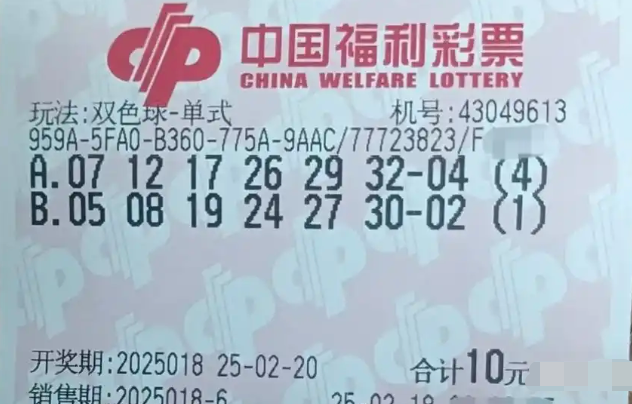 中国福利彩票
CHINA WELFARE LOTTERY
玩法:双色球-单式 机号:43049613
959A-5FA0-B360-775A-9AAC/77723823/F
A.07 12 17 26 29 32-04 (4)
B.05 08 19 24 27 30-02 (1)
开奖期:2025018 25-02-20 合计10元
销售期:2025018-6 25-02-19